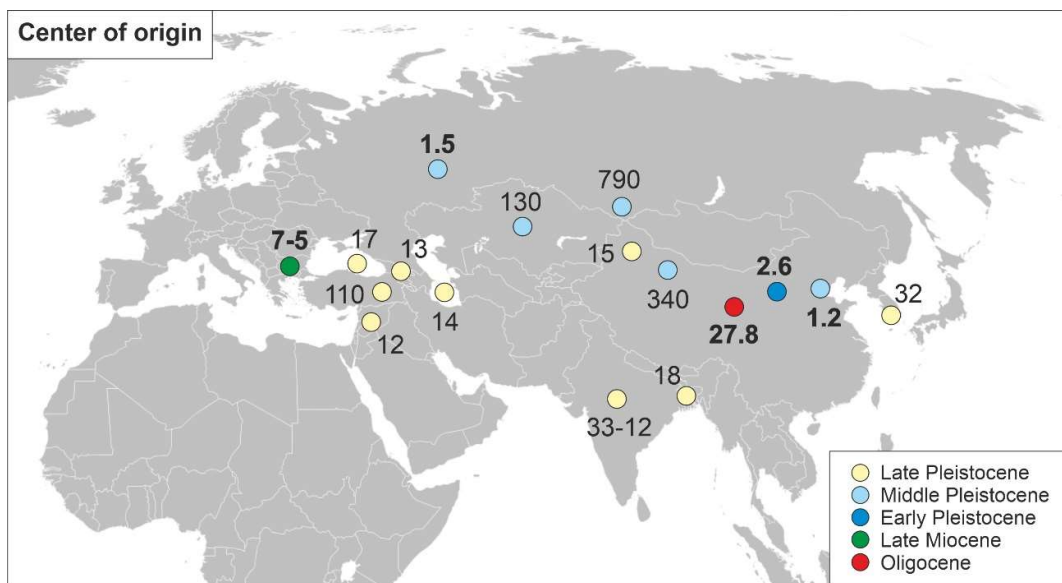 Center of origin
1.5
790
130
17
13
7-5
15
2.6
110
340
32
14
27.8
1.2
12
18
33-12
Late Pleistocene
Middle Pleistocene
Early Pleistocene
Late Miocene
Oligocene